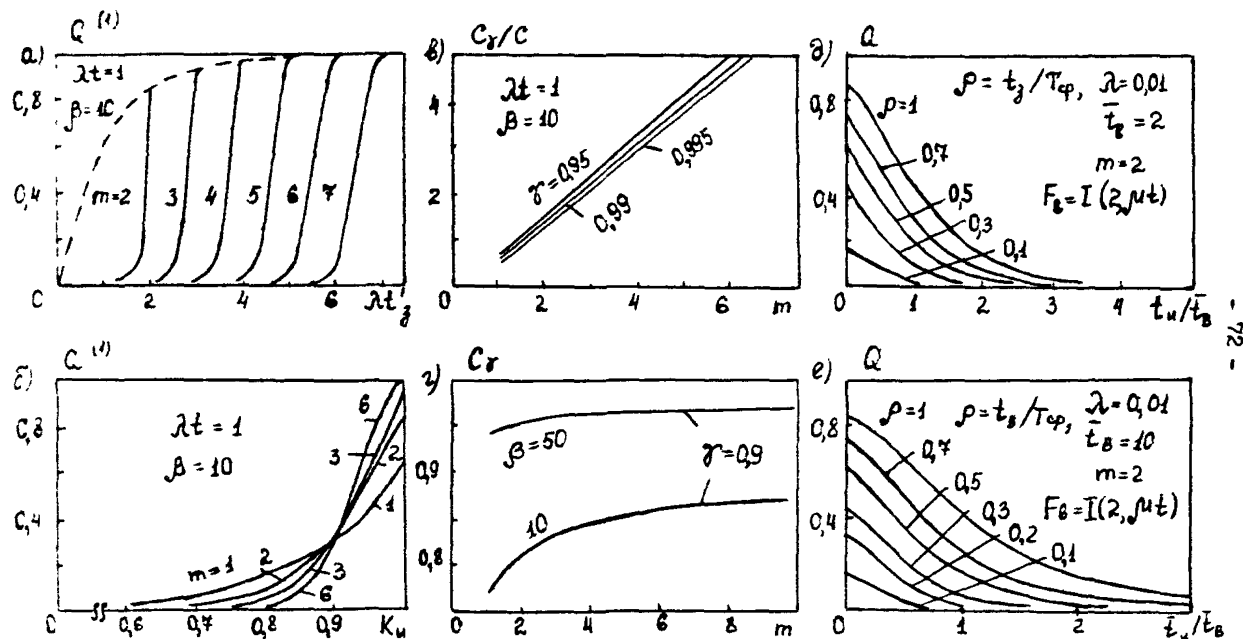 а) Q (1)
λt=1
0,8
β=10
0,4
m=2 3 4 5 6 7
0 2 4 6 λt'з
в) Cγ/C
λt=1
4
β=10
γ=0,95
0,995
2
0,99
0 2 4 6 m
д) Q
ρ = tз/Tср, λ=0,01
0,8
ρ=1
t̄в=2
0,7
m=2
0,4
0,5
Fв=I(2,μt)
0,3
0,1
0 1 2 3 4 tи/t̄в
- 72 -
б) Q (1)
6
0,8
λt=1
3 2
β=10
1
0,4
m=1 2
3
6
0 0,6 0,7 0,8 0,9 Kи
г) Cγ
β=50
γ=0,9
0,9
10
0,8
0 2 4 6 8 m
е) Q
ρ=1 ρ=tв/Tср, λ=0,01
0,8
t̄в=10
0,7
m=2
0,5
Fв=I(2,μt)
0,4
0,3
0,2
0,1
0 1 2 t̄и/t̄в